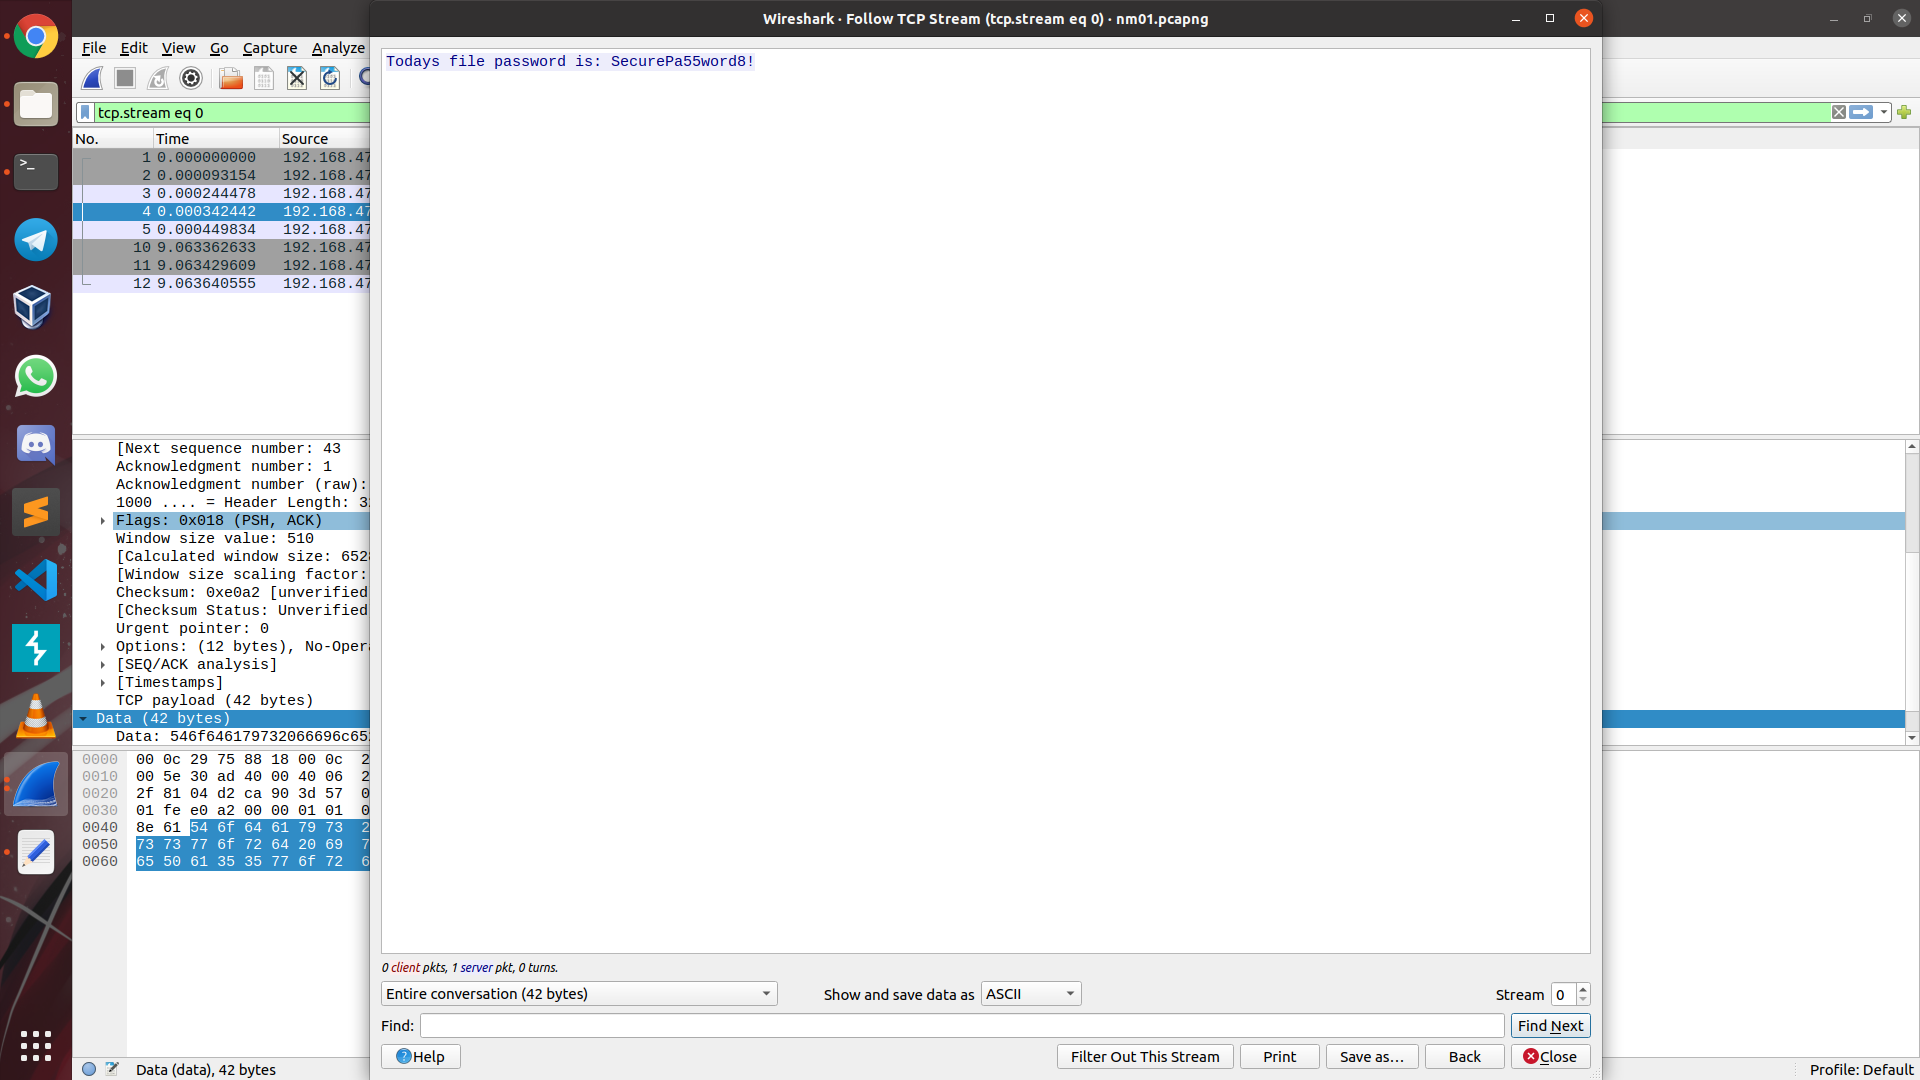 Wireshark · Follow TCP Stream (tcp.stream eq 0) · nm01.pcapng
File Edit View Go Capture Analyze
tcp.stream eq 0
No. Time Source
1 0.000000000 192.168.47
2 0.000093154 192.168.47
3 0.000244478 192.168.47
4 0.000342442 192.168.47
5 0.000449834 192.168.47
10 9.063362633 192.168.47
11 9.063429609 192.168.47
12 9.063640555 192.168.47
[Next sequence number: 43
Acknowledgment number: 1
Acknowledgment number (raw):
1000 .... = Header Length: 3
Flags: 0x018 (PSH, ACK)
Window size value: 510
[Calculated window size: 652
[Window size scaling factor:
Checksum: 0xe0a2 [unverified
[Checksum Status: Unverified
Urgent pointer: 0
Options: (12 bytes), No-Oper
[SEQ/ACK analysis]
[Timestamps]
TCP payload (42 bytes)
Data (42 bytes)
Data: 546f646179732066696c65
0000 00 0c 29 75 88 18 00 0c 2
0010 00 5e 30 ad 40 00 40 06 2
0020 2f 81 04 d2 ca 90 3d 57 0
0030 01 fe e0 a2 00 00 01 01 0
0040 8e 61 54 6f 64 61 79 73 2
0050 73 73 77 6f 72 64 20 69 7
0060 65 50 61 35 35 77 6f 72 6
Data (data), 42 bytes
Profile: Default
Todays file password is: SecurePa55word8!
0 client pkts, 1 server pkt, 0 turns.
Entire conversation (42 bytes) Show and save data as ASCII Stream 0
Find: Find Next
Help Filter Out This Stream Print Save as… Back Close